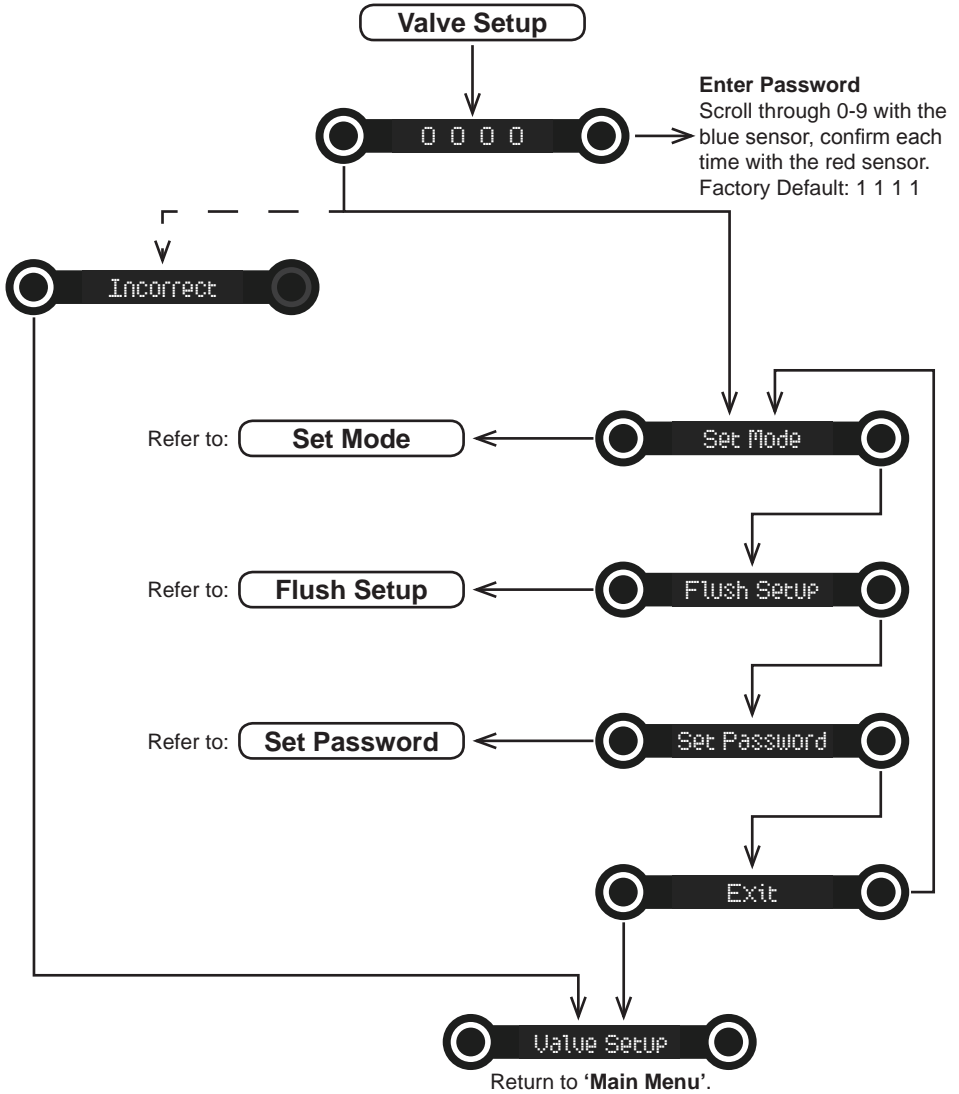 Valve Setup
0 0 0 0
Enter Password
Scroll through 0-9 with the
blue sensor, confirm each
time with the red sensor.
Factory Default: 1 1 1 1
Incorrect
Refer to: Set Mode
Set Mode
Refer to: Flush Setup
Flush Setup
Refer to: Set Password
Set Password
Exit
Valve Setup
Return to ‘Main Menu’.